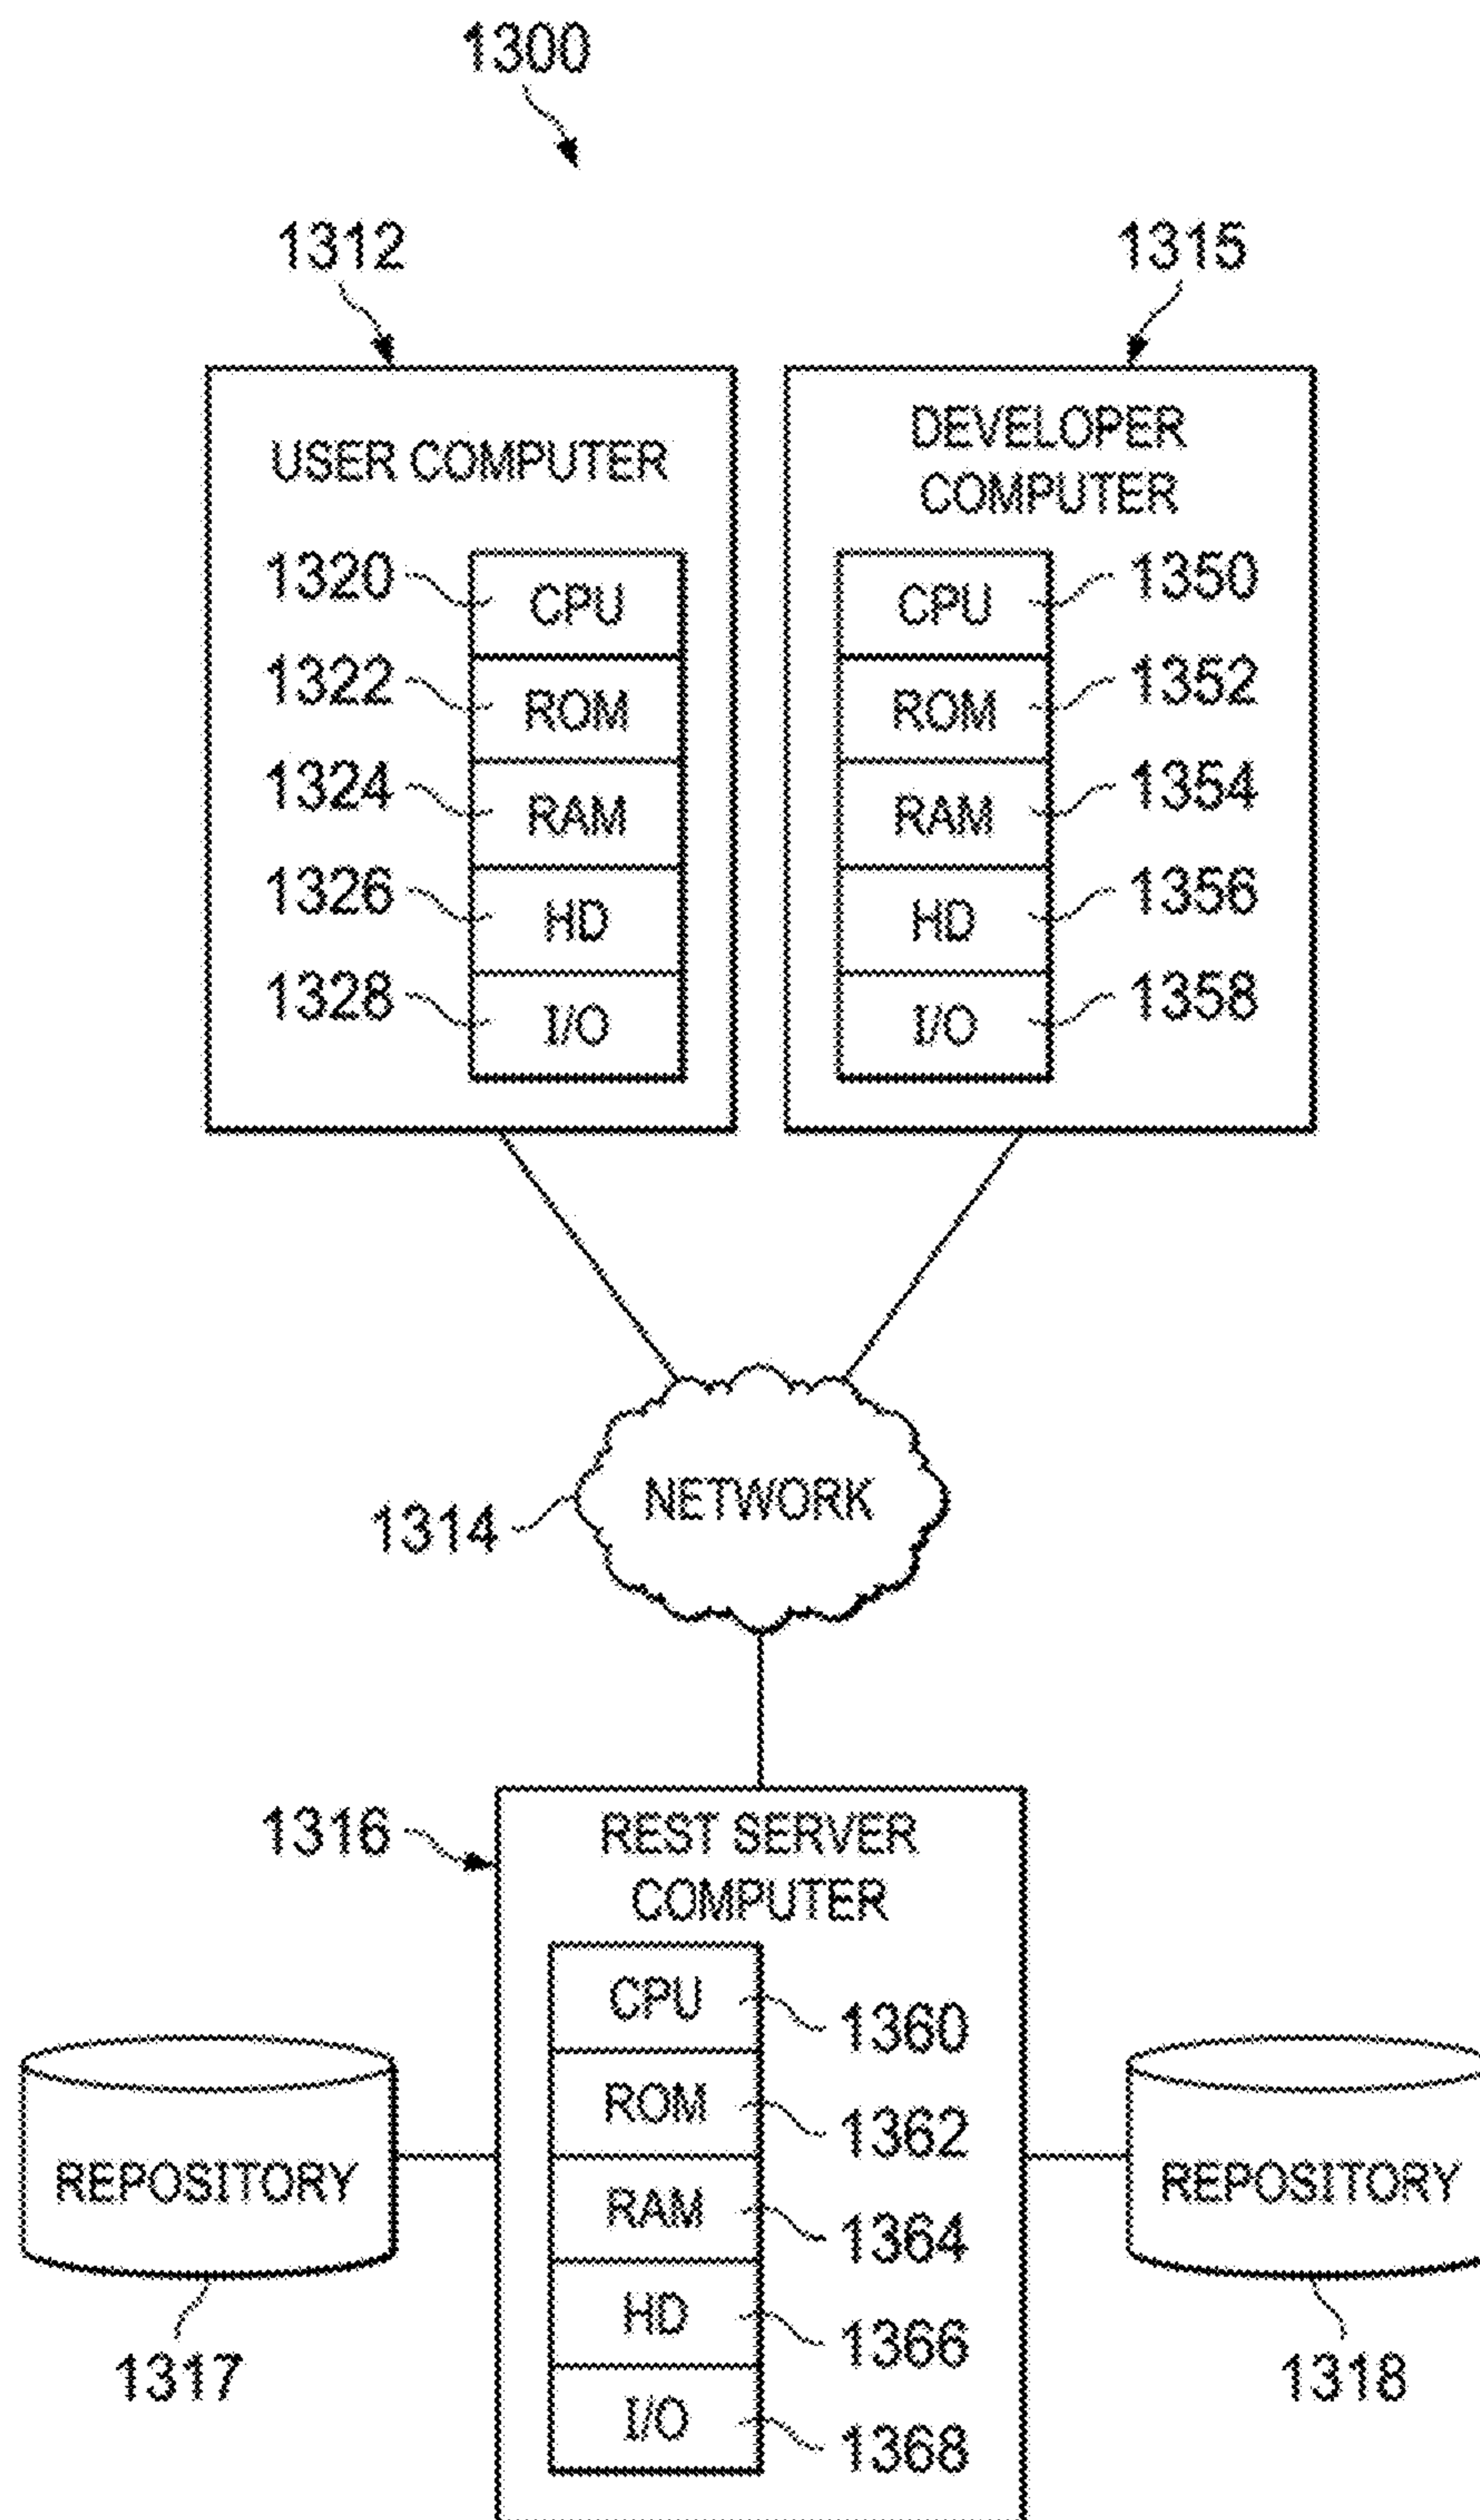 1300
1312
1315
USER COMPUTER
DEVELOPER
COMPUTER
1320 CPU
CPU 1350
1322 ROM
ROM 1352
1324 RAM
RAM 1354
1326 HD
HD 1356
1328 I/O
I/O 1358
NETWORK
1314
1316
REST SERVER
COMPUTER
CPU 1360
ROM 1362
RAM 1364
HD 1366
I/O 1368
REPOSITORY
REPOSITORY
1317
1318